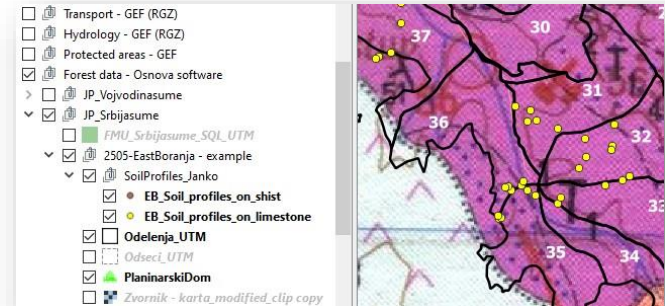 Transport - GEF (RGZ)
Hydrology - GEF (RGZ)
Protected areas - GEF
Forest data - Osnova software
JP_Vojvodinasume
JP_Srbijasume
FMU_Srbijasume_SQL_UTM
2505-EastBoranja - example
SoilProfiles_Janko
EB_Soil_profiles_on_shist
EB_Soil_profiles_on_limestone
Odelenja_UTM
Odseci_UTM
PlaninarskiDom
Zvornik - karta_modified_clip copy
30
37
31
36
32
35
34